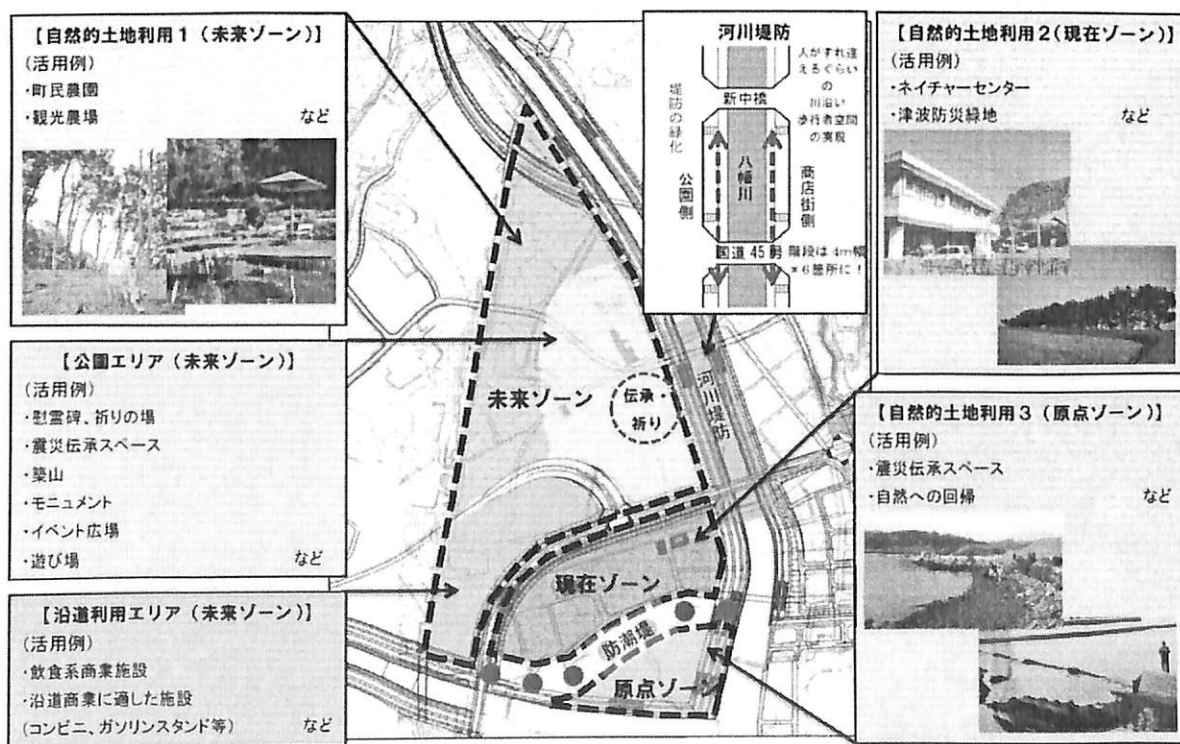 【自然的土地利用1(未来ゾーン)】
(活用例)
・町民農園
・観光農場 など
【公園エリア(未来ゾーン)】
(活用例)
・慰霊碑、祈りの場
・震災伝承スペース
・築山
・モニュメント
・イベント広場
・遊び場 など
【沿道利用エリア(未来ゾーン)】
(活用例)
・飲食系商業施設
・沿道商業に適した施設
(コンビニ、ガソリンスタンド等) など
未来ゾーン
伝承・
祈り
河川堤防
現在ゾーン
防潮堤
原点ゾーン
河川堤防
人がすれ違
えるぐらい
の
川沿い
歩行者空間
の実現
新中橋
堤防の緑化
公園側
八幡川
商店街側
国道45号
階段は4m幅
*6箇所に!
【自然的土地利用2(現在ゾーン)】
(活用例)
・ネイチャーセンター
・津波防災緑地 など
【自然的土地利用3(原点ゾーン)】
(活用例)
・震災伝承スペース
・自然への回帰 など